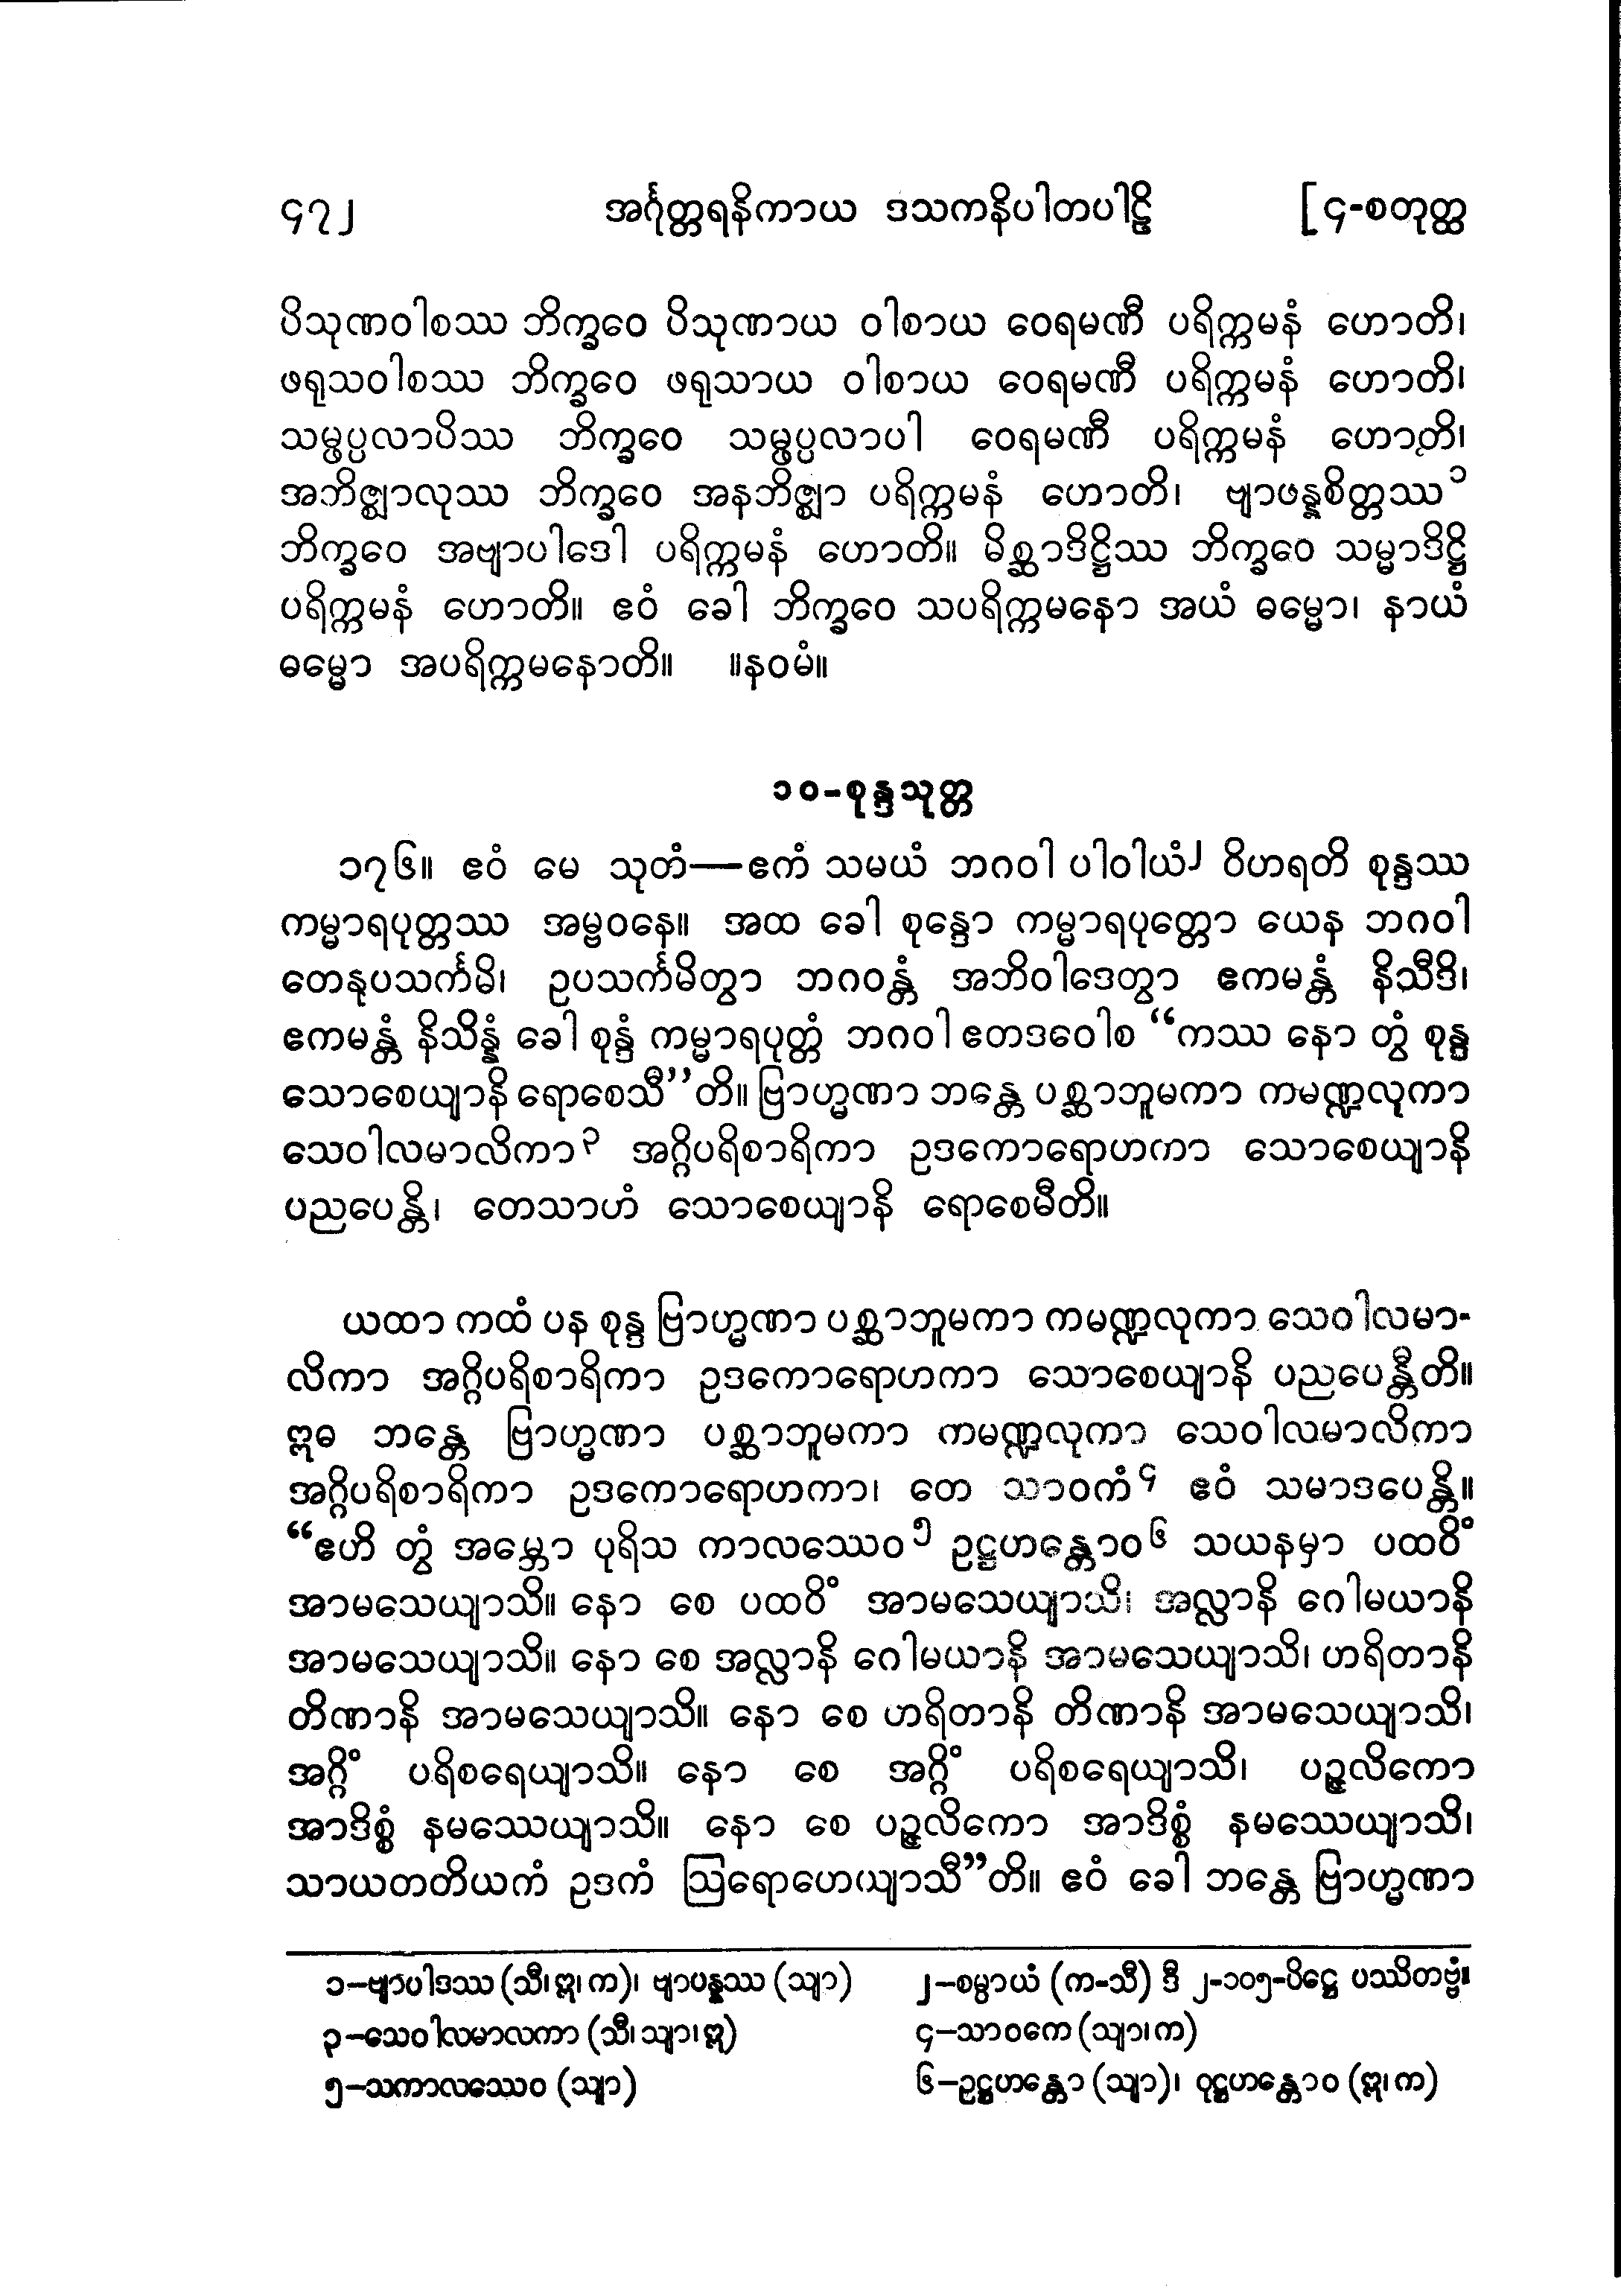 ၄၇၂ အင်္ဂုတ္တရနိကာယ ဒသကနိပါတပါဠိ [၄-စတုတ္ထ
ပိသုဏဝါစဿ ဘိက္ခဝေ ပိသုဏာယ ဝါစာယ ဝေရမဏီ ပရိက္ကမနံ ဟောတိ၊
ဖရုသဝါစဿ ဘိက္ခဝေ ဖရုသာယ ဝါစာယ ဝေရမဏီ ပရိက္ကမနံ ဟောတိ၊
သမ္ဖပ္ပလာပိဿ ဘိက္ခဝေ သမ္ဖပ္ပလာပါ ဝေရမဏီ ပရိက္ကမနံ ဟောတိ၊
အဘိဇ္ဈာလုဿ ဘိက္ခဝေ အနဘိဇ္ဈာ ပရိက္ကမနံ ဟောတိ၊ ဗျာဖန္နစိတ္တဿ၁
ဘိက္ခဝေ အဗျာပါဒေါ ပရိက္ကမနံ ဟောတိ။ မိစ္ဆာဒိဋ္ဌိဿ ဘိက္ခဝေ သမ္မာဒိဋ္ဌိ
ပရိက္ကမနံ ဟောတိ။ ဧဝံ ခေါ ဘိက္ခဝေ သပရိက္ကမနော အယံ ဓမ္မော၊ နာယံ
ဓမ္မော အပရိက္ကမနောတိ။ ။နဝမံ။
၁၀-စုန္ဒသုတ္တ
၁၇၆။ ဧဝံ မေ သုတံ—ဧကံ သမယံ ဘဂဝါ ပါဝါယံ၂ ဝိဟရတိ စုန္ဒဿ
ကမ္မာရပုတ္တဿ အမ္ဗဝနေ။ အထ ခေါ စုန္ဒော ကမ္မာရပုတ္တော ယေန ဘဂဝါ
တေနုပသင်္ကမိ၊ ဥပသင်္ကမိတွာ ဘဂဝန္တံ အဘိဝါဒေတွာ ဧကမန္တံ နိသီဒိ၊
ဧကမန္တံ နိသိန္နံ ခေါ စုန္ဒံ ကမ္မာရပုတ္တံ ဘဂဝါ ဧတဒဝေါစ “ကဿ နော တွံ စုန္ဒ
သောစေယျာနိ ရောစေသီ’’တိ။ ဗြာဟ္မဏာ ဘန္တေ ပစ္ဆာဘူမကာ ကမဏ္ဍလုကာ
သေဝါလမာလိကာ၃ အဂ္ဂိပရိစာရိကာ ဥဒကောရောဟကာ သောစေယျာနိ
ပညပေန္တိ၊ တေသာဟံ သောစေယျာနိ ရောစေမီတိ။
ယထာ ကထံ ပန စုန္ဒ ဗြာဟ္မဏာ ပစ္ဆာဘူမကာ ကမဏ္ဍလုကာ သေဝါလမာ-
လိကာ အဂ္ဂိပရိစာရိကာ ဥဒကောရောဟကာ သောစေယျာနိ ပညပေန္တီတိ။
ဣဓ ဘန္တေ ဗြာဟ္မဏာ ပစ္ဆာဘူမကာ ကမဏ္ဍလုကာ သေဝါလမာလိကာ
အဂ္ဂိပရိစာရိကာ ဥဒကောရောဟကာ၊ တေ သာဝကံ၄ ဧဝံ သမာဒပေန္တိ။
“ဧဟိ တွံ အမ္ဘော ပုရိသ ကာလဿေဝ၅ ဥဋ္ဌဟန္တောဝ၆ သယနမှာ ပထဝိံ
အာမသေယျာသိ။ နော စေ ပထဝိံ အာမသေယျာသိ၊ အလ္လာနိ ဂေါမယာနိ
အာမသေယျာသိ။ နော စေ အလ္လာနိ ဂေါမယာနိ အာမသေယျာသိ၊ ဟရိတာနိ
တိဏာနိ အာမသေယျာသိ။ နော စေ ဟရိတာနိ တိဏာနိ အာမသေယျာသိ၊
အဂ္ဂိံ ပရိစရေယျာသိ။ နော စေ အဂ္ဂိံ ပရိစရေယျာသိ၊ ပဉ္ဇလိကော
အာဒိစ္စံ နမဿေယျာသိ။ နော စေ ပဉ္ဇလိကော အာဒိစ္စံ နမဿေယျာသိ၊
သာယတတိယကံ ဥဒကံ ဩရောဟေယျာသီ”တိ။ ဧဝံ ခေါ ဘန္တေ ဗြာဟ္မဏာ
၁—ဗျာပါဒဿ (သီ၊ ဣ၊ က)၊ ဗျာပန္နဿ (သျာ) ၂—စမ္ပာယံ (က-သီ) ဒီ ၂-၁၀၅-ပိဋ္ဌေ ပဿိတဗ္ဗံ။
၃—သေဝါလမာလကာ (သီ၊ သျာ၊ ဣ) ၄—သာဝကေ (သျာ၊ က)
၅—သကာလဿေဝ (သျာ) ၆—ဥဋ္ဌဟန္တော (သျာ)၊ ဝုဋ္ဌဟန္တောဝ (ဣ၊ က)